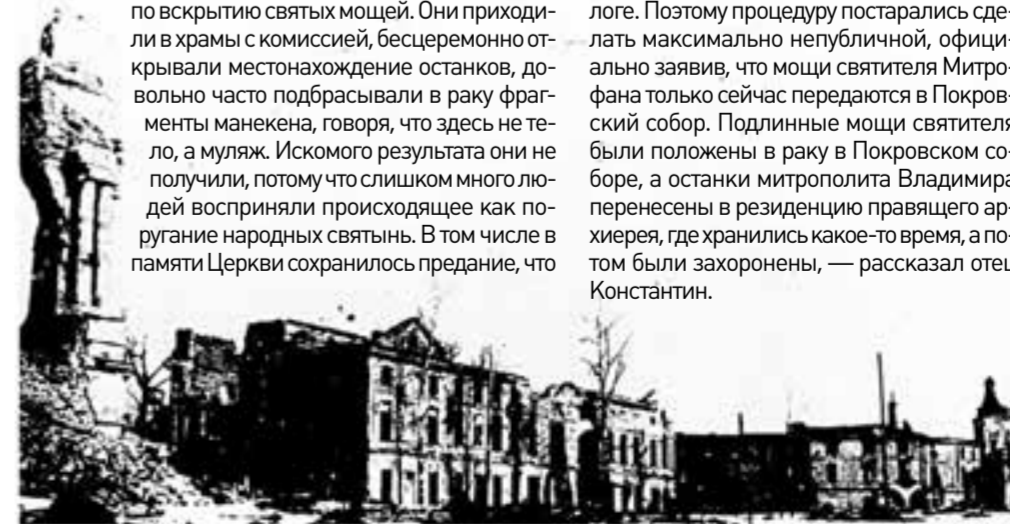 по вскрытию святых мощей. Они приходи-
ли в храмы с комиссией, бесцеремонно от-
крывали местонахождение останков, до-
вольно часто подбрасывали в раку фраг-
менты манекена, говоря, что здесь не те-
ло, а муляж. Искомого результата они не
получили, потому что слишком много лю-
дей восприняли происходящее как по-
ругание народных святынь. В том числе в
памяти Церкви сохранилось предание, что
логе. Поэтому процедуру постарались сде-
лать максимально непубличной, офици-
ально заявив, что мощи святителя Митро-
фана только сейчас передаются в Покров-
ский собор. Подлинные мощи святителя
были положены в раку в Покровском со-
боре, а останки митрополита Владимира
перенесены в резиденцию правящего ар-
хиерея, где хранились какое-то время, а по-
том были захоронены, — рассказал отец
Константин.